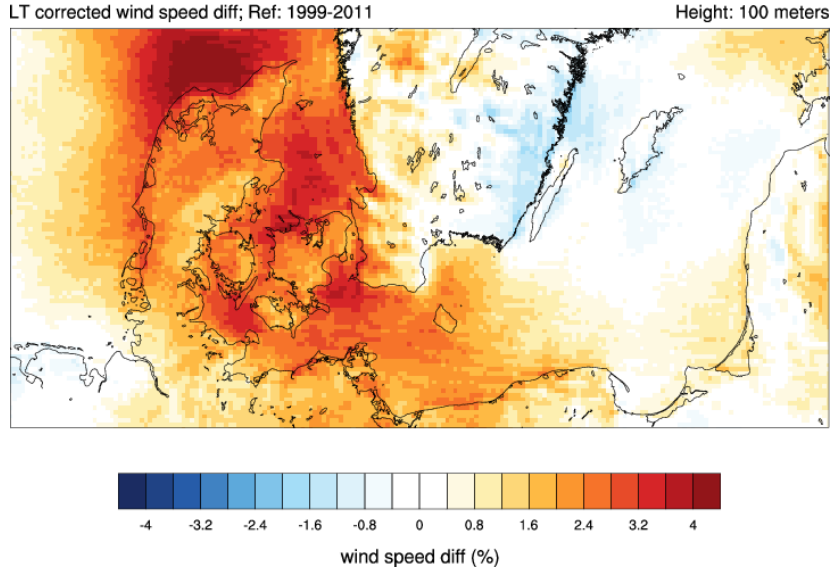 LT corrected wind speed diff; Ref: 1999-2011 Height: 100 meters
-4 -3.2 -2.4 -1.6 -0.8 0 0.8 1.6 2.4 3.2 4
wind speed diff (%)